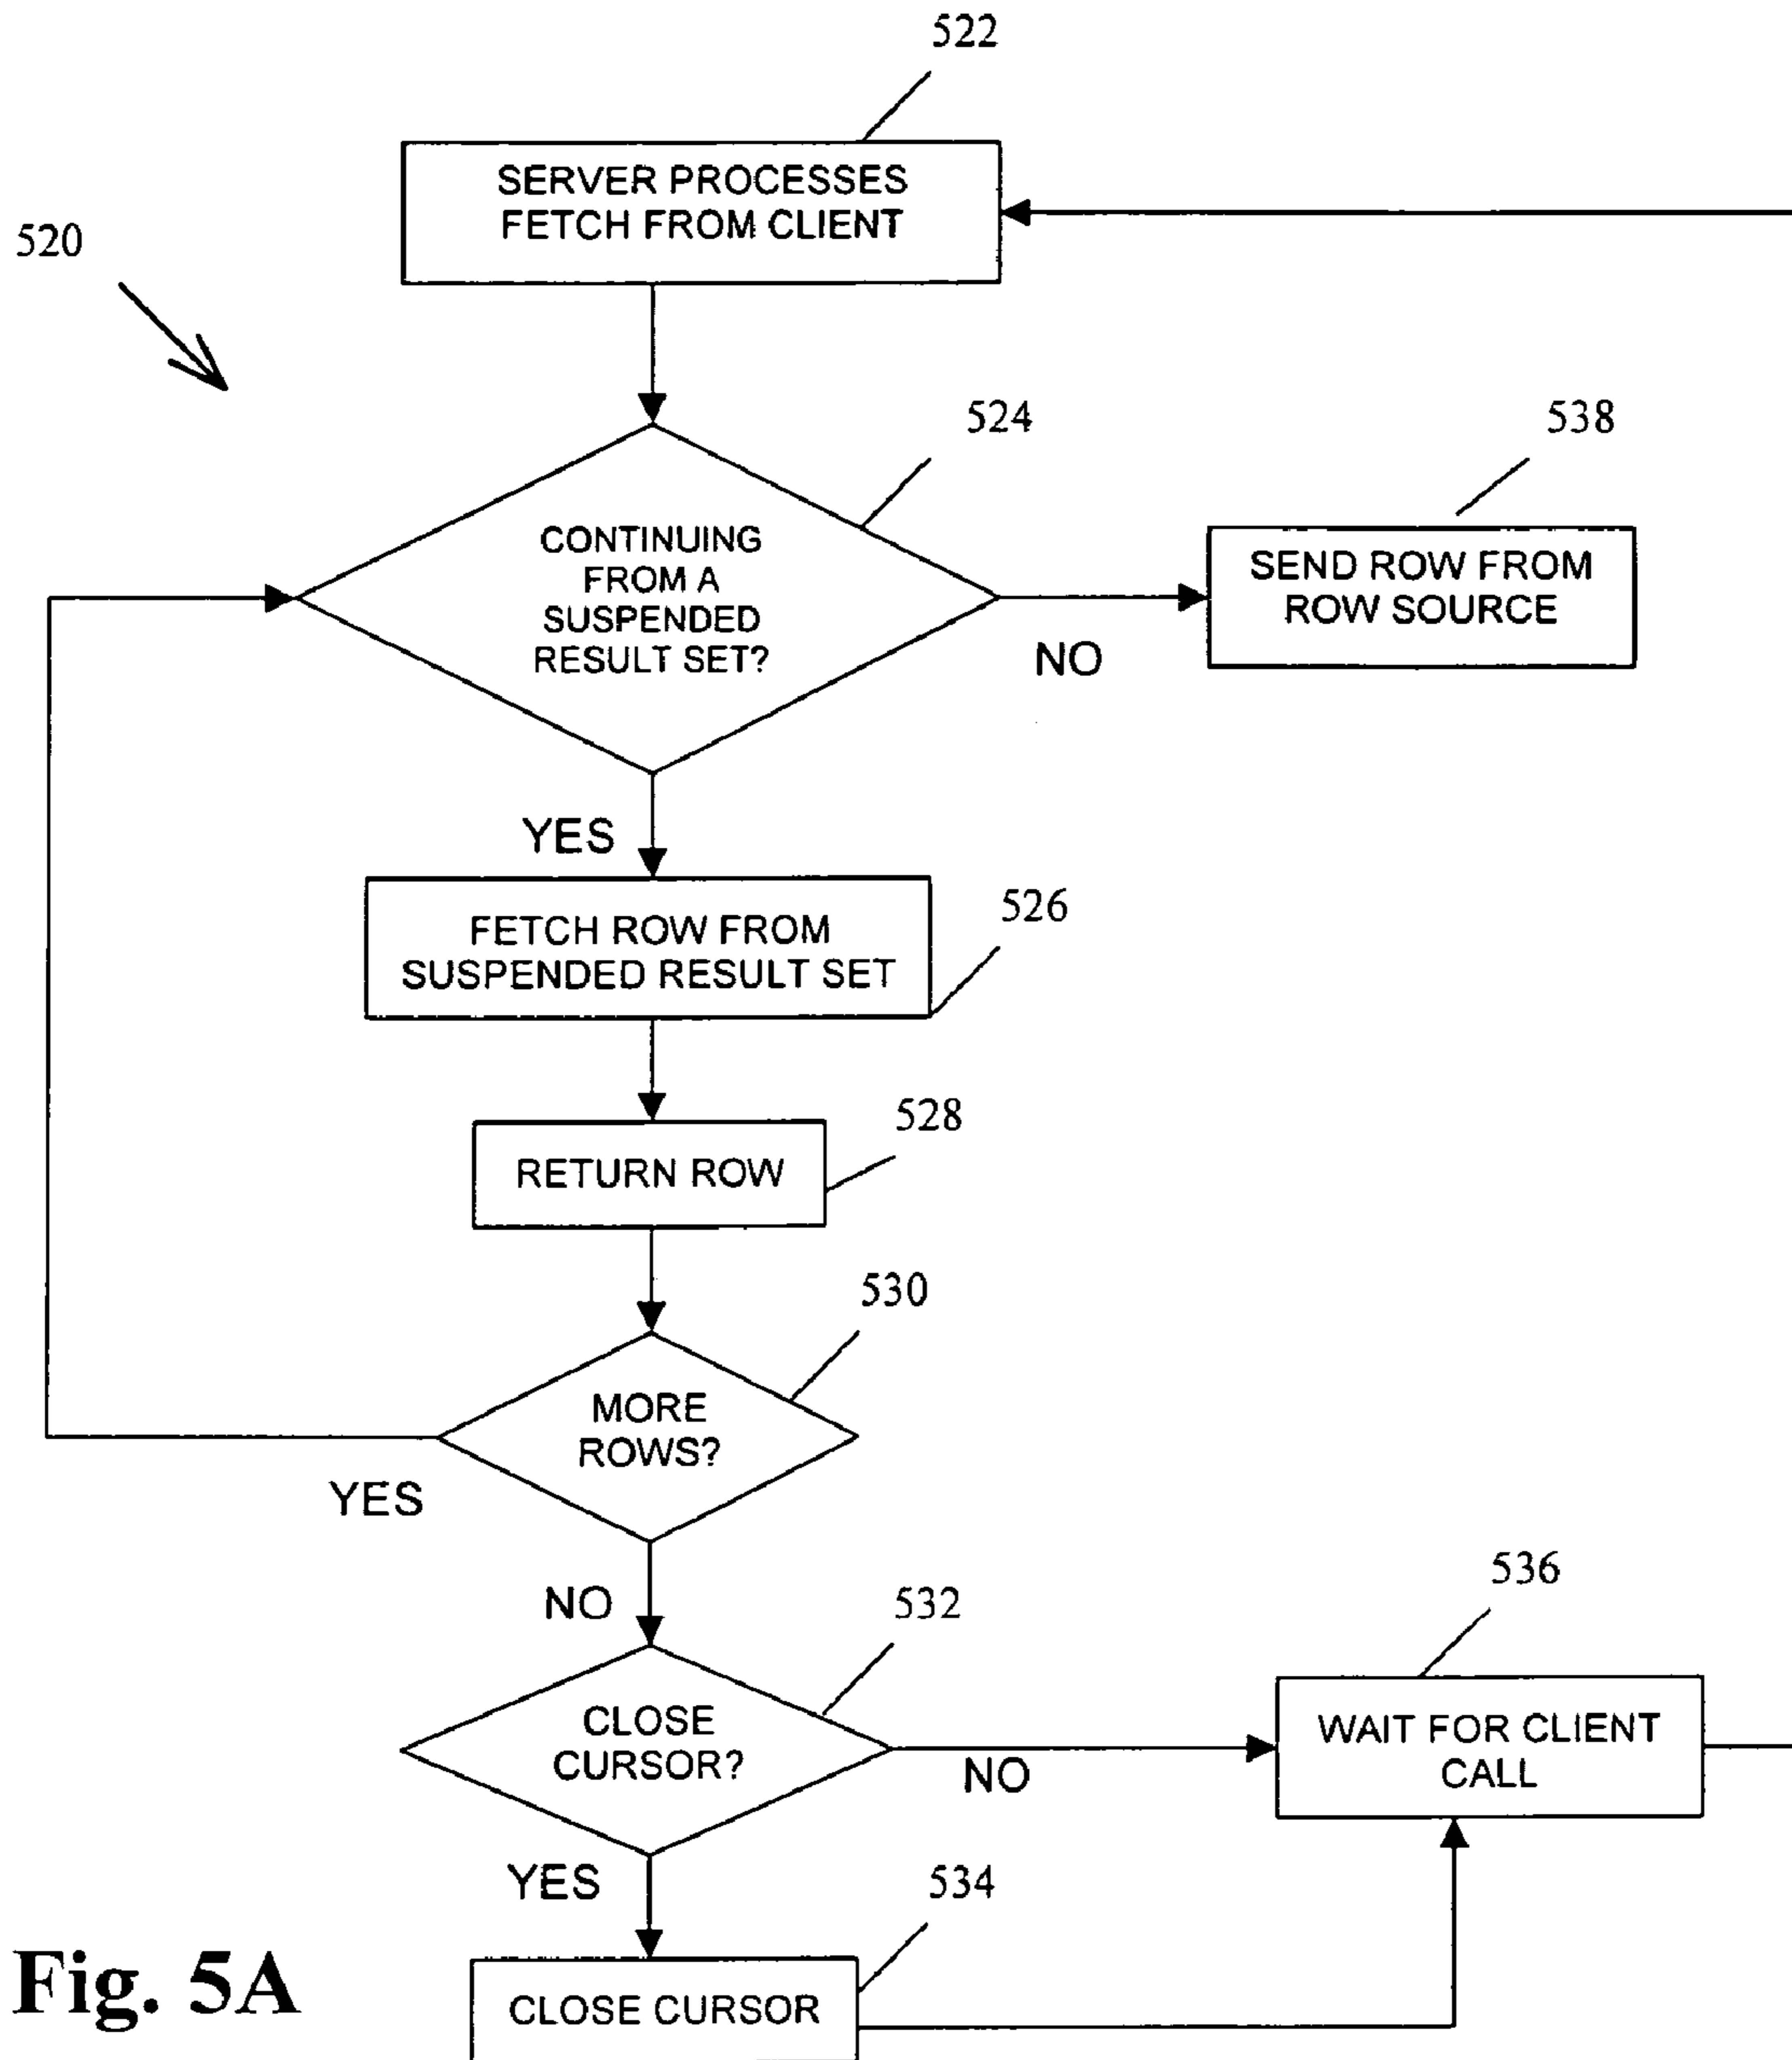 522
SERVER PROCESSES
FETCH FROM CLIENT
520
524
538
CONTINUING
FROM A
SUSPENDED
RESULT SET?
SEND ROW FROM
ROW SOURCE
NO
YES
526
FETCH ROW FROM
SUSPENDED RESULT SET
528
RETURN ROW
530
MORE
ROWS?
YES
NO
532
536
CLOSE
CURSOR?
NO
WAIT FOR CLIENT
CALL
YES
534
CLOSE CURSOR
Fig. 5A